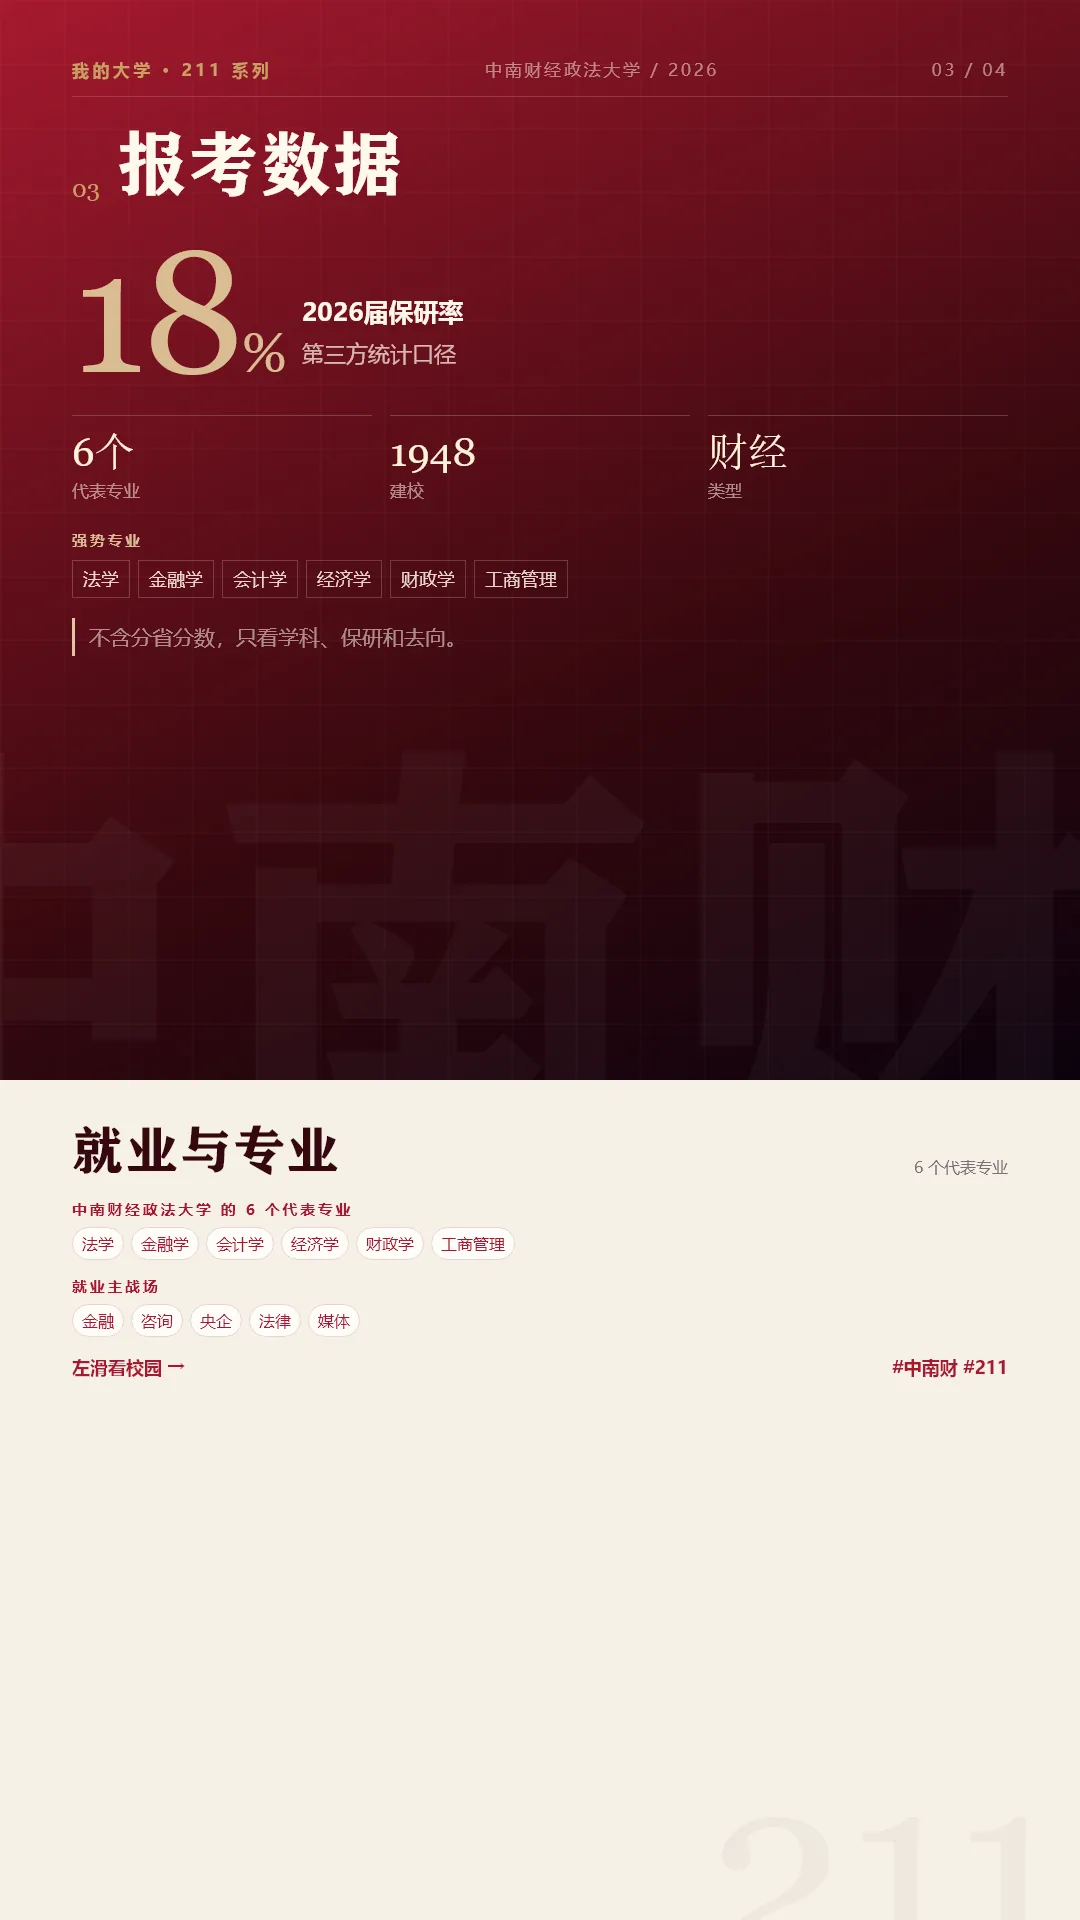 我的大学 · 211 系列
中南财经政法大学 / 2026
03 / 04
03 报考数据
18% 2026届保研率
第三方统计口径
6个 1948 财经
代表专业 建校 类型
强势专业
法学 金融学 会计学 经济学 财政学 工商管理
不含分省分数，只看学科、保研和去向。
中南财
就业与专业
6 个代表专业
中南财经政法大学 的 6 个代表专业
法学 金融学 会计学 经济学 财政学 工商管理
就业主战场
金融 咨询 央企 法律 媒体
左滑看校园 →
#中南财 #211
211